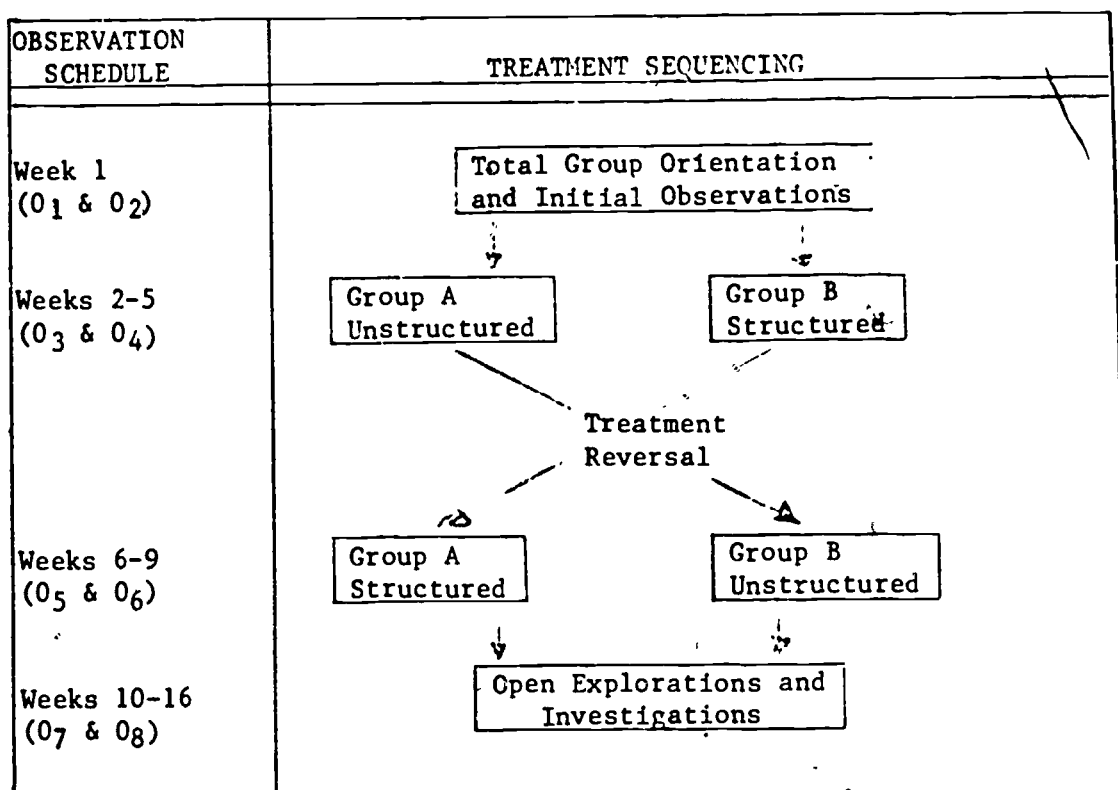 OBSERVATION
SCHEDULE
TREATMENT SEQUENCING
Week 1
(O1 & O2)
Total Group Orientation
and Initial Observations
Weeks 2-5
(O3 & O4)
Group A
Unstructured
Group B
Structured
Treatment
Reversal
Weeks 6-9
(O5 & O6)
Group A
Structured
Group B
Unstructured
Weeks 10-16
(O7 & O8)
Open Explorations and
Investigations